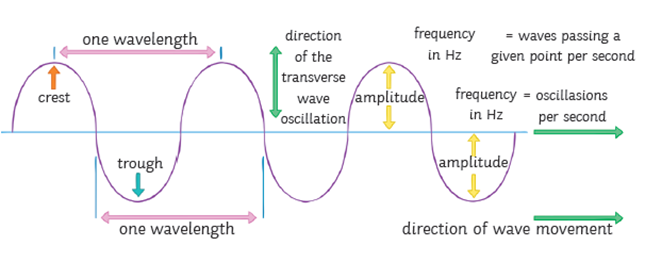 one wavelength
crest
trough
one wavelength
direction
of the
transverse
wave
oscillation
amplitude
frequency
in Hz
= waves passing a
given point per second
frequency
in Hz
= oscillasions
per second
amplitude
direction of wave movement